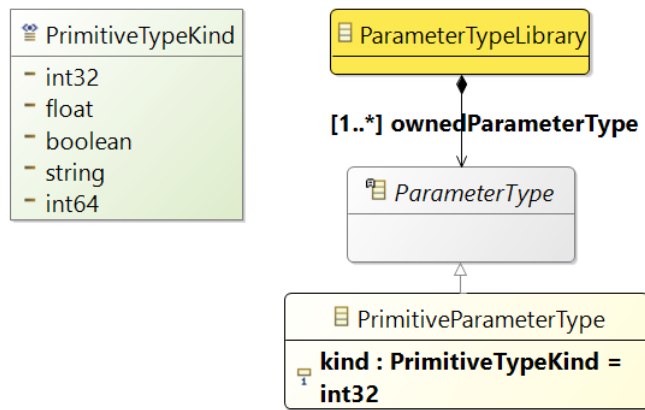 PrimitiveTypeKind
int32
float
boolean
string
int64
ParameterTypeLibrary
[1..*] ownedParameterType
ParameterType
PrimitiveParameterType
kind : PrimitiveTypeKind =
int32